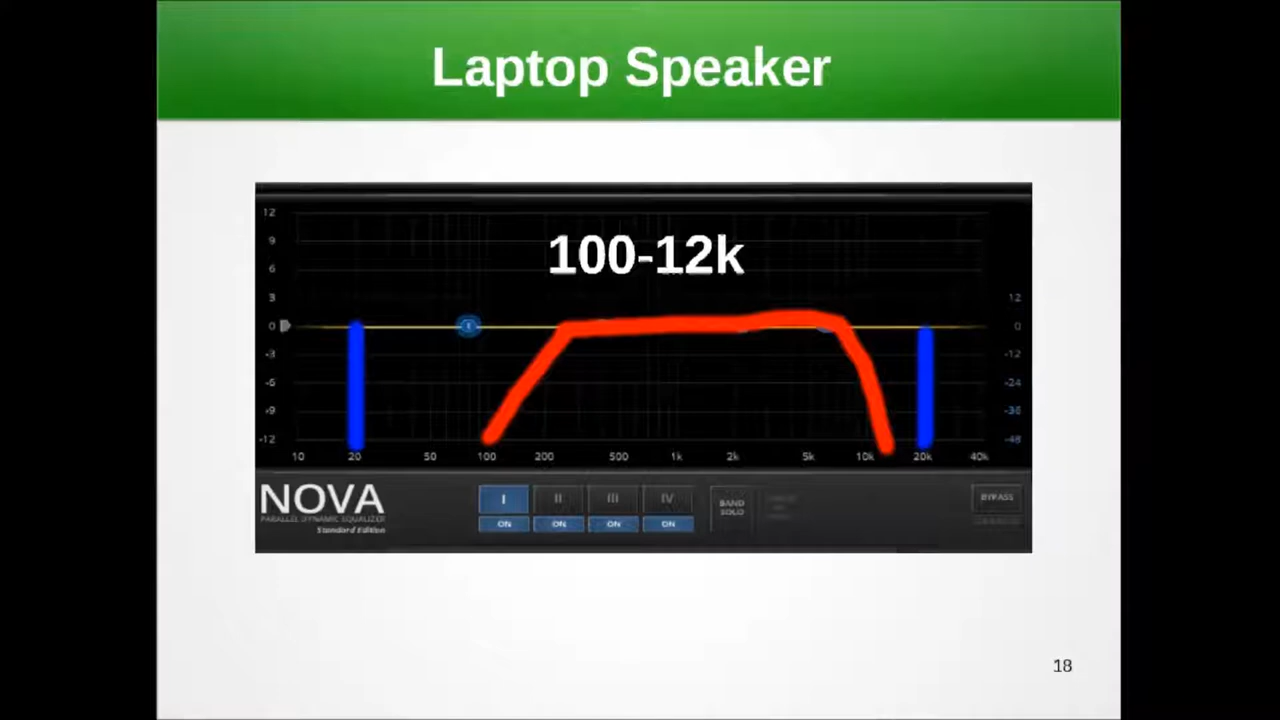 Laptop Speaker
100-12k
12
9
6
3
0
-3
-6
-9
-12
12
0
-12
-24
-36
-48
10 20 50 100 200 500 1k 2k 5k 10k 20k 40k
NOVA
PARALLEL DYNAMIC EQUALIZER
Standard Edition
I II III IV
ON ON ON ON
BAND
SOLO
BYPASS
18